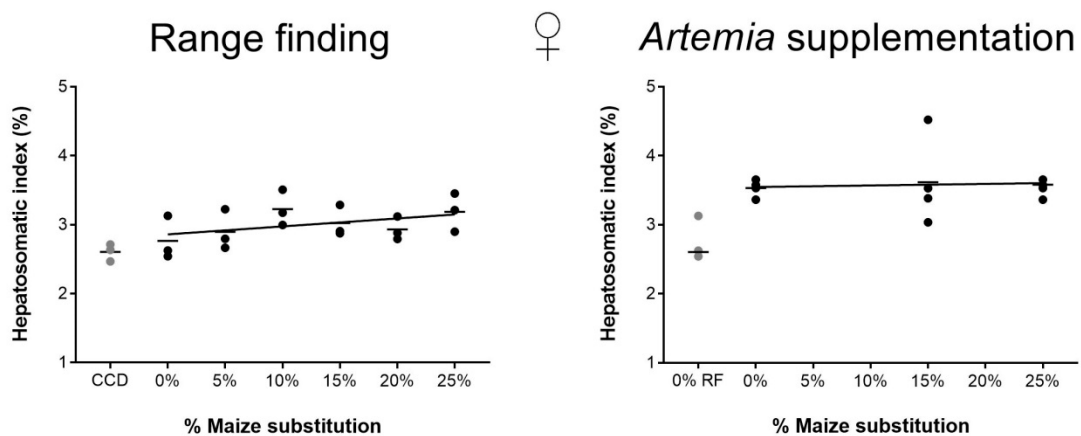 Range finding
Hepatosomatic index (%)
5
4
3
2
1
CCD 0% 5% 10% 15% 20% 25%
% Maize substitution
♀
Artemia supplementation
Hepatosomatic index (%)
5
4
3
2
1
0% RF 0% 5% 10% 15% 20% 25%
% Maize substitution